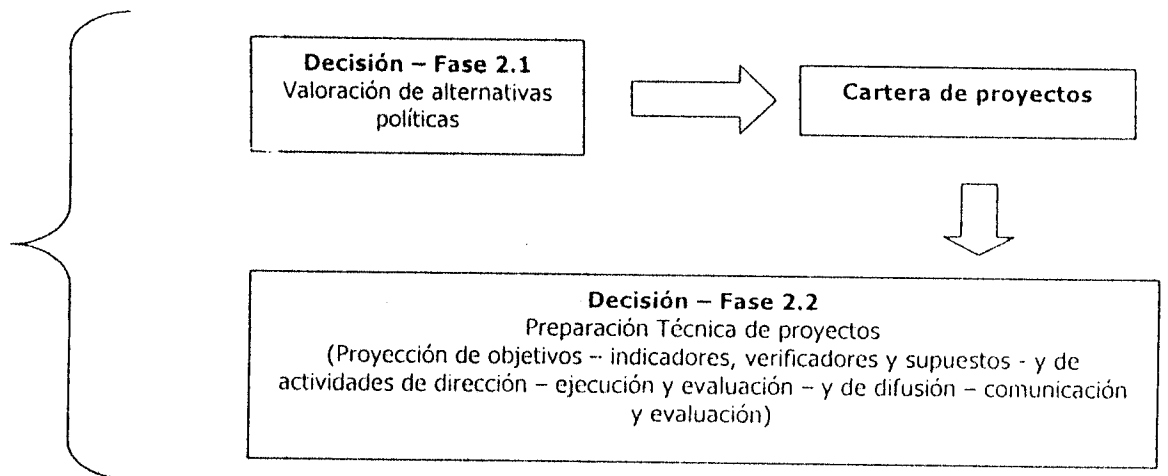 Decisión – Fase 2.1
Valoración de alternativas
políticas
Cartera de proyectos
Decisión – Fase 2.2
Preparación Técnica de proyectos
(Proyección de objetivos – indicadores, verificadores y supuestos - y de
actividades de dirección – ejecución y evaluación – y de difusión – comunicación
y evaluación)